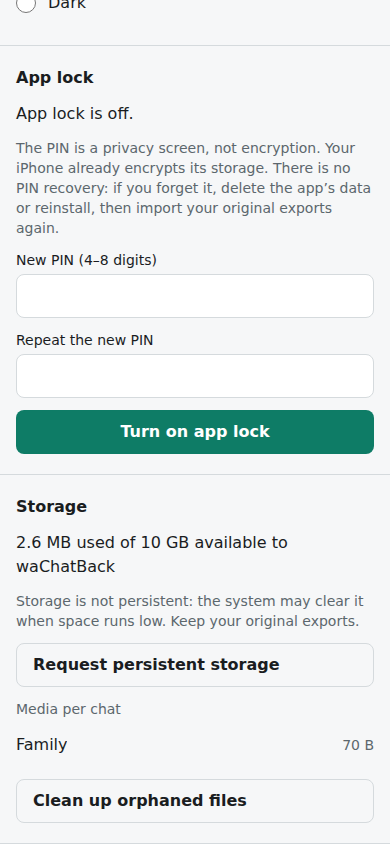 Dark
App lock
App lock is off.
The PIN is a privacy screen, not encryption. Your
iPhone already encrypts its storage. There is no
PIN recovery: if you forget it, delete the app’s data
or reinstall, then import your original exports
again.
New PIN (4–8 digits)
Repeat the new PIN
Turn on app lock
Storage
2.6 MB used of 10 GB available to
waChatBack
Storage is not persistent: the system may clear it
when space runs low. Keep your original exports.
Request persistent storage
Media per chat
Family 70 B
Clean up orphaned files